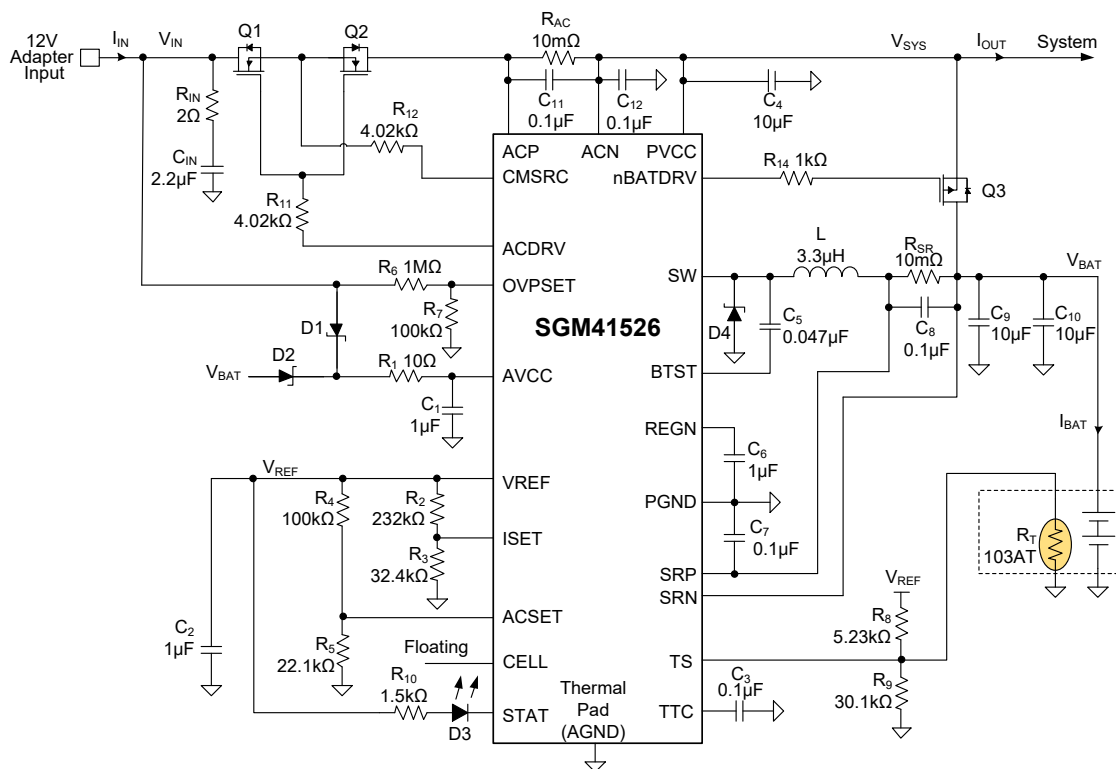 12V
Adapter
Input
I_IN
V_IN
Q1
Q2
R_AC
10mΩ
V_SYS
I_OUT
System
R_IN
2Ω
C_IN
2.2µF
R12
4.02kΩ
C11
0.1µF
C12
0.1µF
C4
10µF
R11
4.02kΩ
ACP
ACN
PVCC
CMSRC
nBATDRV
R14 1kΩ
Q3
ACDRV
R6 1MΩ
OVPSET
R7
100kΩ
D1
D2
V_BAT
R1 10Ω
AVCC
C1
1µF
SGM41526
SW
L
3.3µH
R_SR
10mΩ
V_BAT
D4
C5
0.047µF
C8
0.1µF
C9
10µF
C10
10µF
BTST
I_BAT
REGN
C6
1µF
PGND
C7
0.1µF
SRP
SRN
R_T
103AT
V_REF
VREF
R4
100kΩ
R2
232kΩ
ISET
R3
32.4kΩ
C2
1µF
ACSET
R5
22.1kΩ
Floating
CELL
R10
1.5kΩ
D3
STAT
Thermal
Pad
(AGND)
V_REF
R8
5.23kΩ
TS
R9
30.1kΩ
C3
0.1µF
TTC